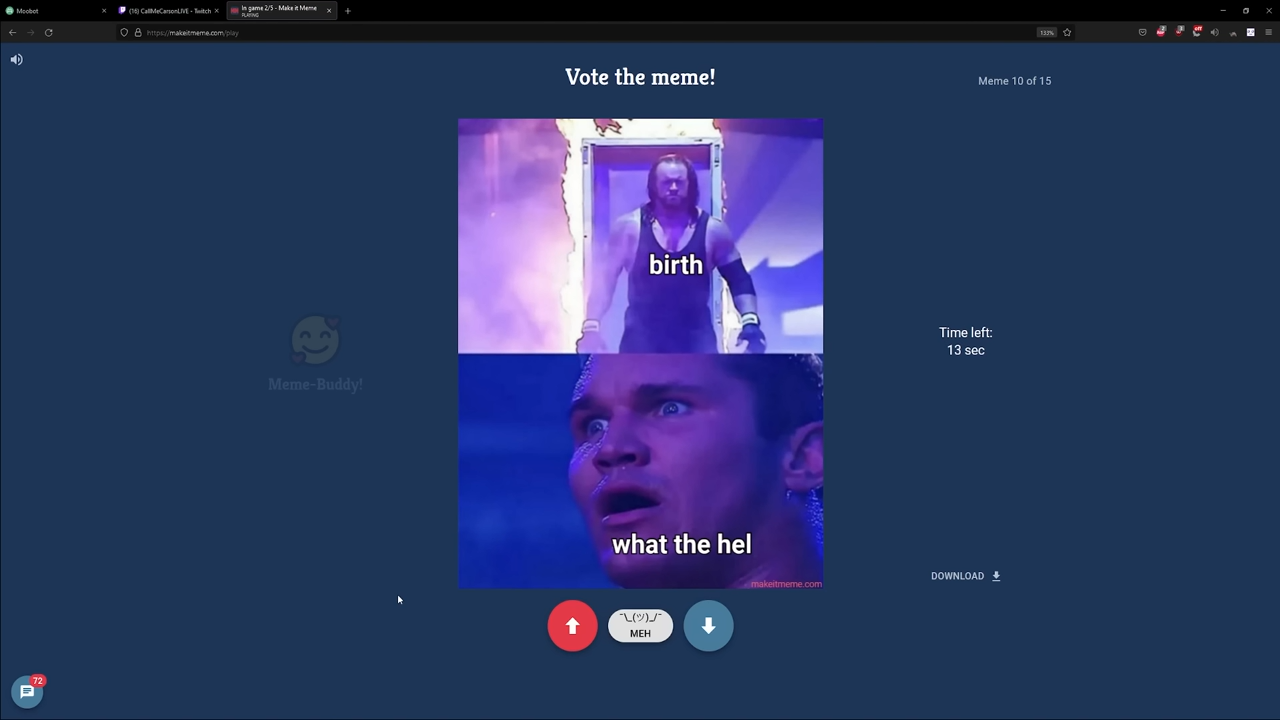 Moobot
(16) CallMeCarsonLIVE - Twitch
In game 2/5 - Make it Meme
PLAYING
https://makeitmeme.com/play
133%
Vote the meme!
Meme 10 of 15
birth
Time left:
13 sec
Meme-Buddy!
what the hel
DOWNLOAD
makeitmeme.com
¯\_(ツ)_/¯
MEH
72